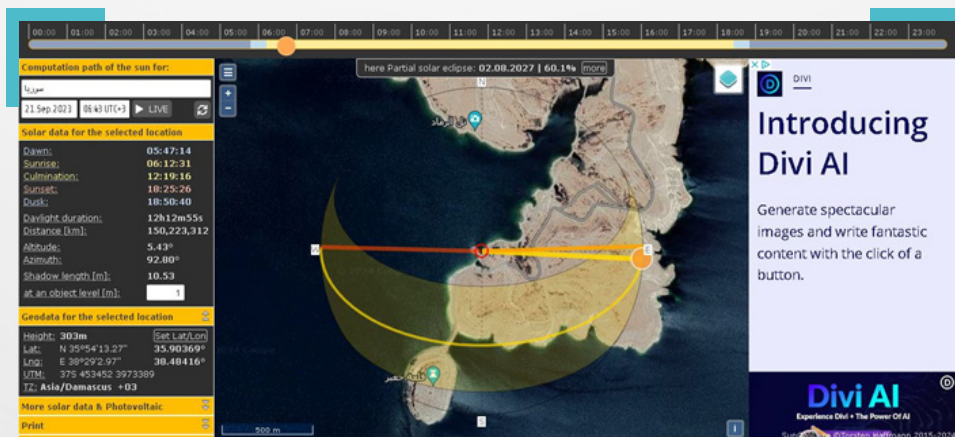 00:00 01:00 02:00 03:00 04:00 05:00 06:00 07:00 08:00 09:00 10:00 11:00 12:00 13:00 14:00 15:00 16:00 17:00 18:00 19:00 20:00 21:00 22:00 23:00
Computation path of the sun for:
سوريا
21.Sep.2023 06:43 UTC+3 LIVE
Solar data for the selected location
Dawn: 05:47:14
Sunrise: 06:12:31
Culmination: 12:19:16
Sunset: 18:25:26
Dusk: 18:50:40
Daylight duration: 12h12m55s
Distance [km]: 150,223,312
Altitude: 5.43°
Azimuth: 92.80°
Shadow length [m]: 10.53
at an object level [m]: 1
Geodata for the selected location
Height: 303m Set Lat/Lon
Lat: N 35°54'13.27" 35.90369°
Lng: E 38°29'2.97" 38.48416°
UTM: 37S 453452 3973389
TZ: Asia/Damascus +03
More solar data & Photovoltaic
Print
here Partial solar eclipse: 02.08.2027 | 60.1% more
N
W
E
S
قلعة جعبر
500 m
DIVI
Introducing
Divi AI
Generate spectacular
images and write fantastic
content with the click of a
button.
Divi AI
Experience Divi + The Power Of AI